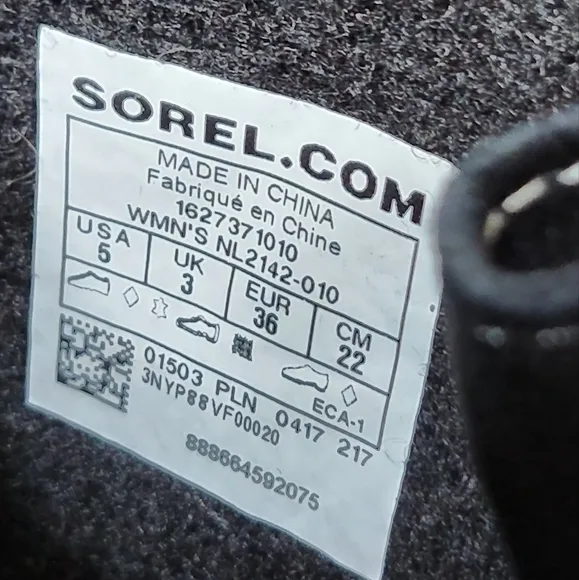 SOREL.COM
MADE IN CHINA
Fabriqué en Chine
1627371010
WMN'S NL2142-010
USA UK EUR CM
5 3 36 22
ECA-1
01503 PLN 0417 217
3NYP88VF00020
888664592075